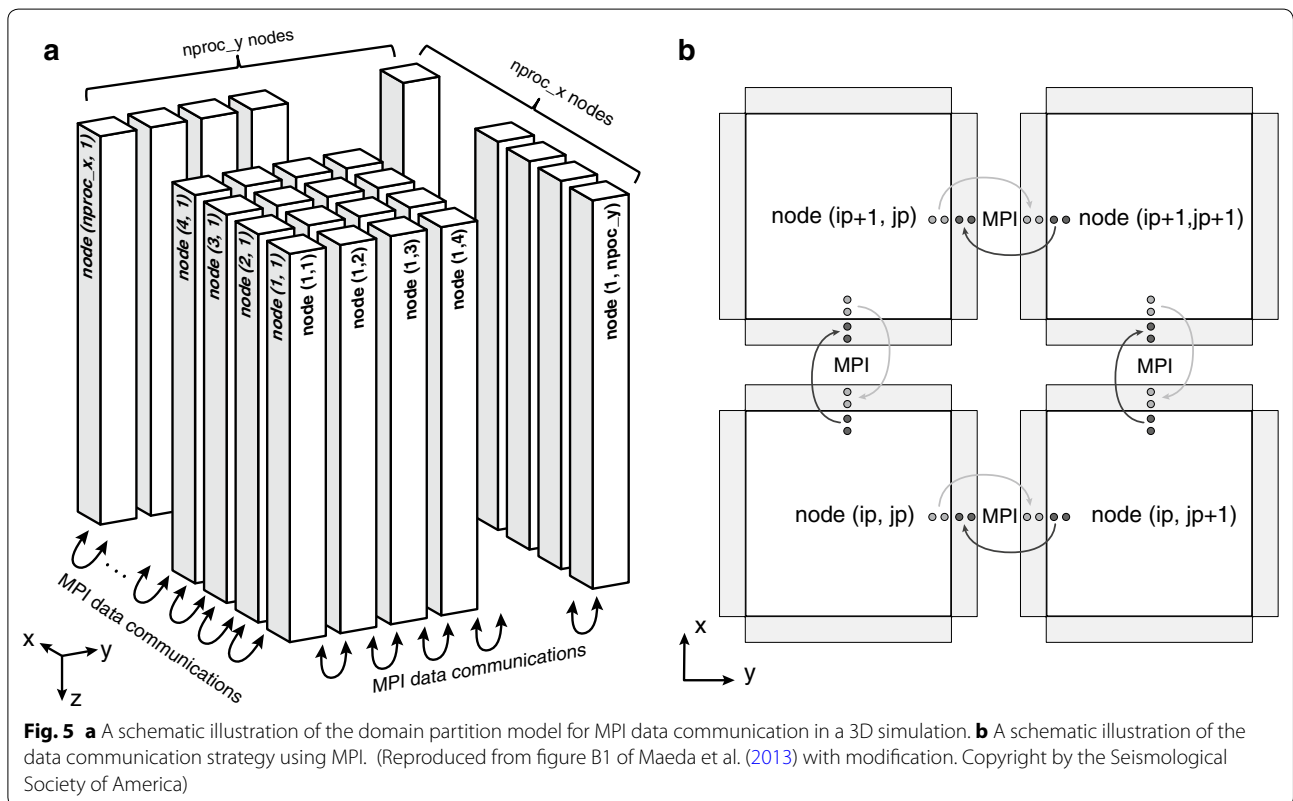 a
nproc_y nodes
nproc_x nodes
node (nproc_x, 1)
node (4, 1)
node (3, 1)
node (2, 1)
node (1, 1)
node (1,1)
node (1,2)
node (1,3)
node (1,4)
node (1, npoc_y)
...
MPI data communications
MPI data communications
x
y
z
b
node (ip+1, jp)
MPI
node (ip+1,jp+1)
MPI
MPI
node (ip, jp)
MPI
node (ip, jp+1)
x
y
Fig. 5 a A schematic illustration of the domain partition model for MPI data communication in a 3D simulation. b A schematic illustration of the
data communication strategy using MPI. (Reproduced from figure B1 of Maeda et al. (2013) with modification. Copyright by the Seismological
Society of America)